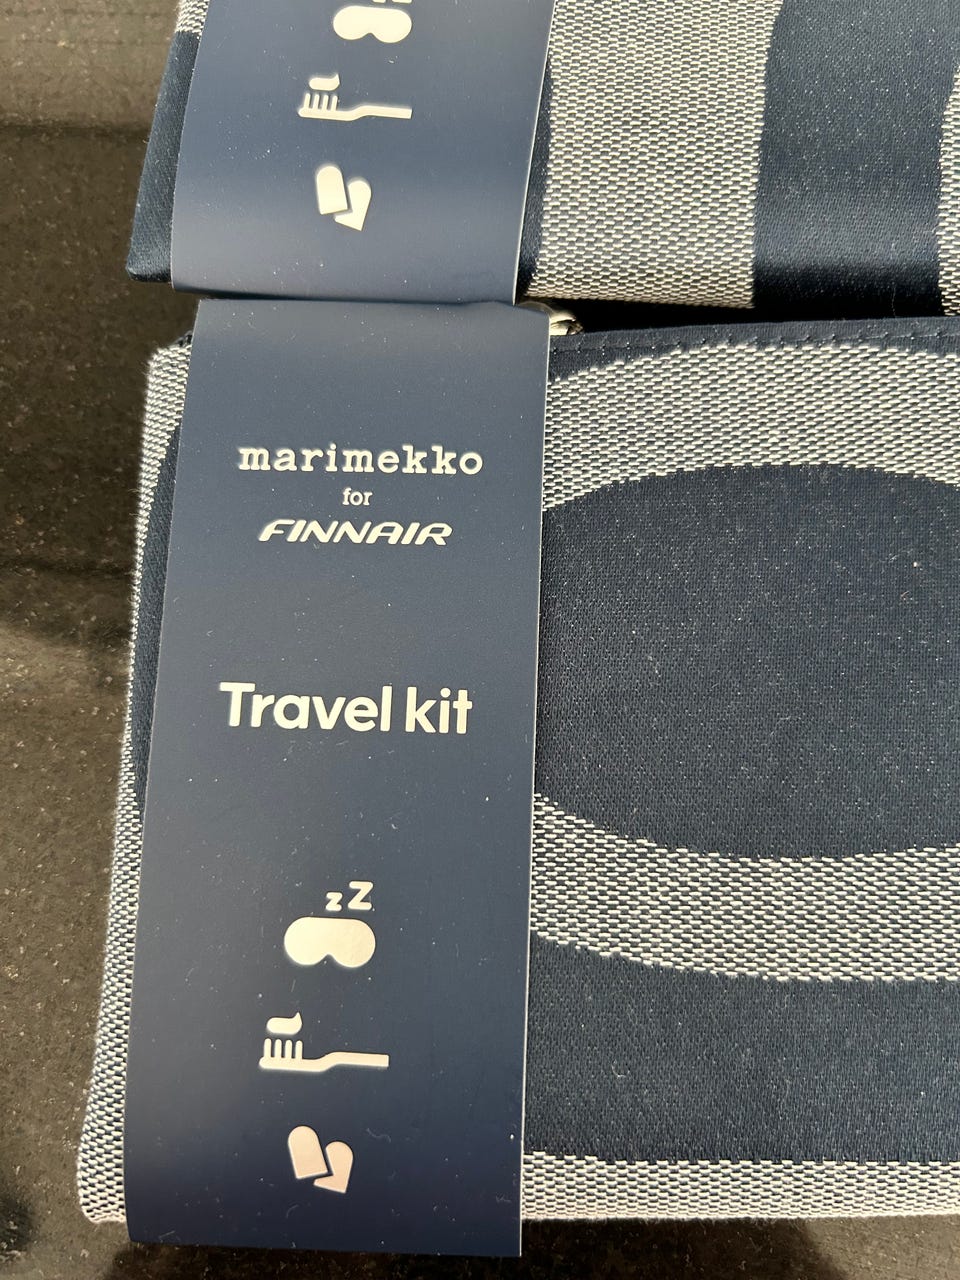 marimekko
for
FINNAIR
Travel kit
zZ